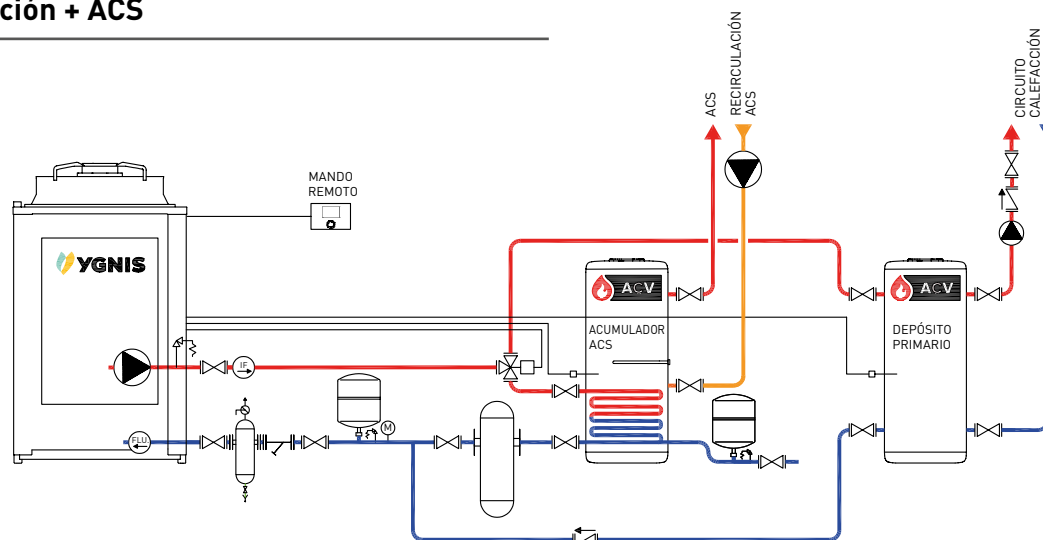 ción + ACS
ACS
RECIRCULACIÓN
ACS
CIRCUITO
CALEFACCIÓN
MANDO
REMOTO
YGNIS
ACV
ACV
ACUMULADOR
ACS
DEPÓSITO
PRIMARIO
IF
FLU.
M